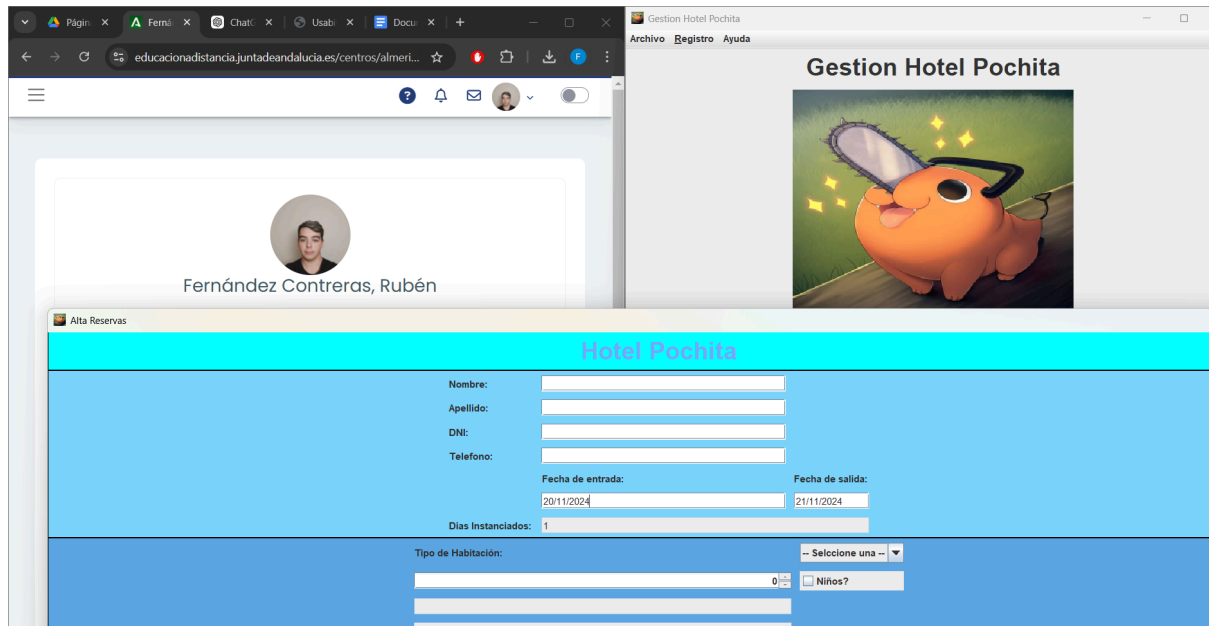 Págin
Ferná
ChatG
Usabi
Docu
educacionadistancia.juntadeandalucia.es/centros/almeri...
F
Fernández Contreras, Rubén
Gestion Hotel Pochita
Archivo Registro Ayuda
Gestion Hotel Pochita
Alta Reservas
Hotel Pochita
Nombre:
Apellido:
DNI:
Telefono:
Fecha de entrada: Fecha de salida:
20/11/2024 21/11/2024
Dias Instanciados: 1
Tipo de Habitación: -- Selccione una --
0 Niños?